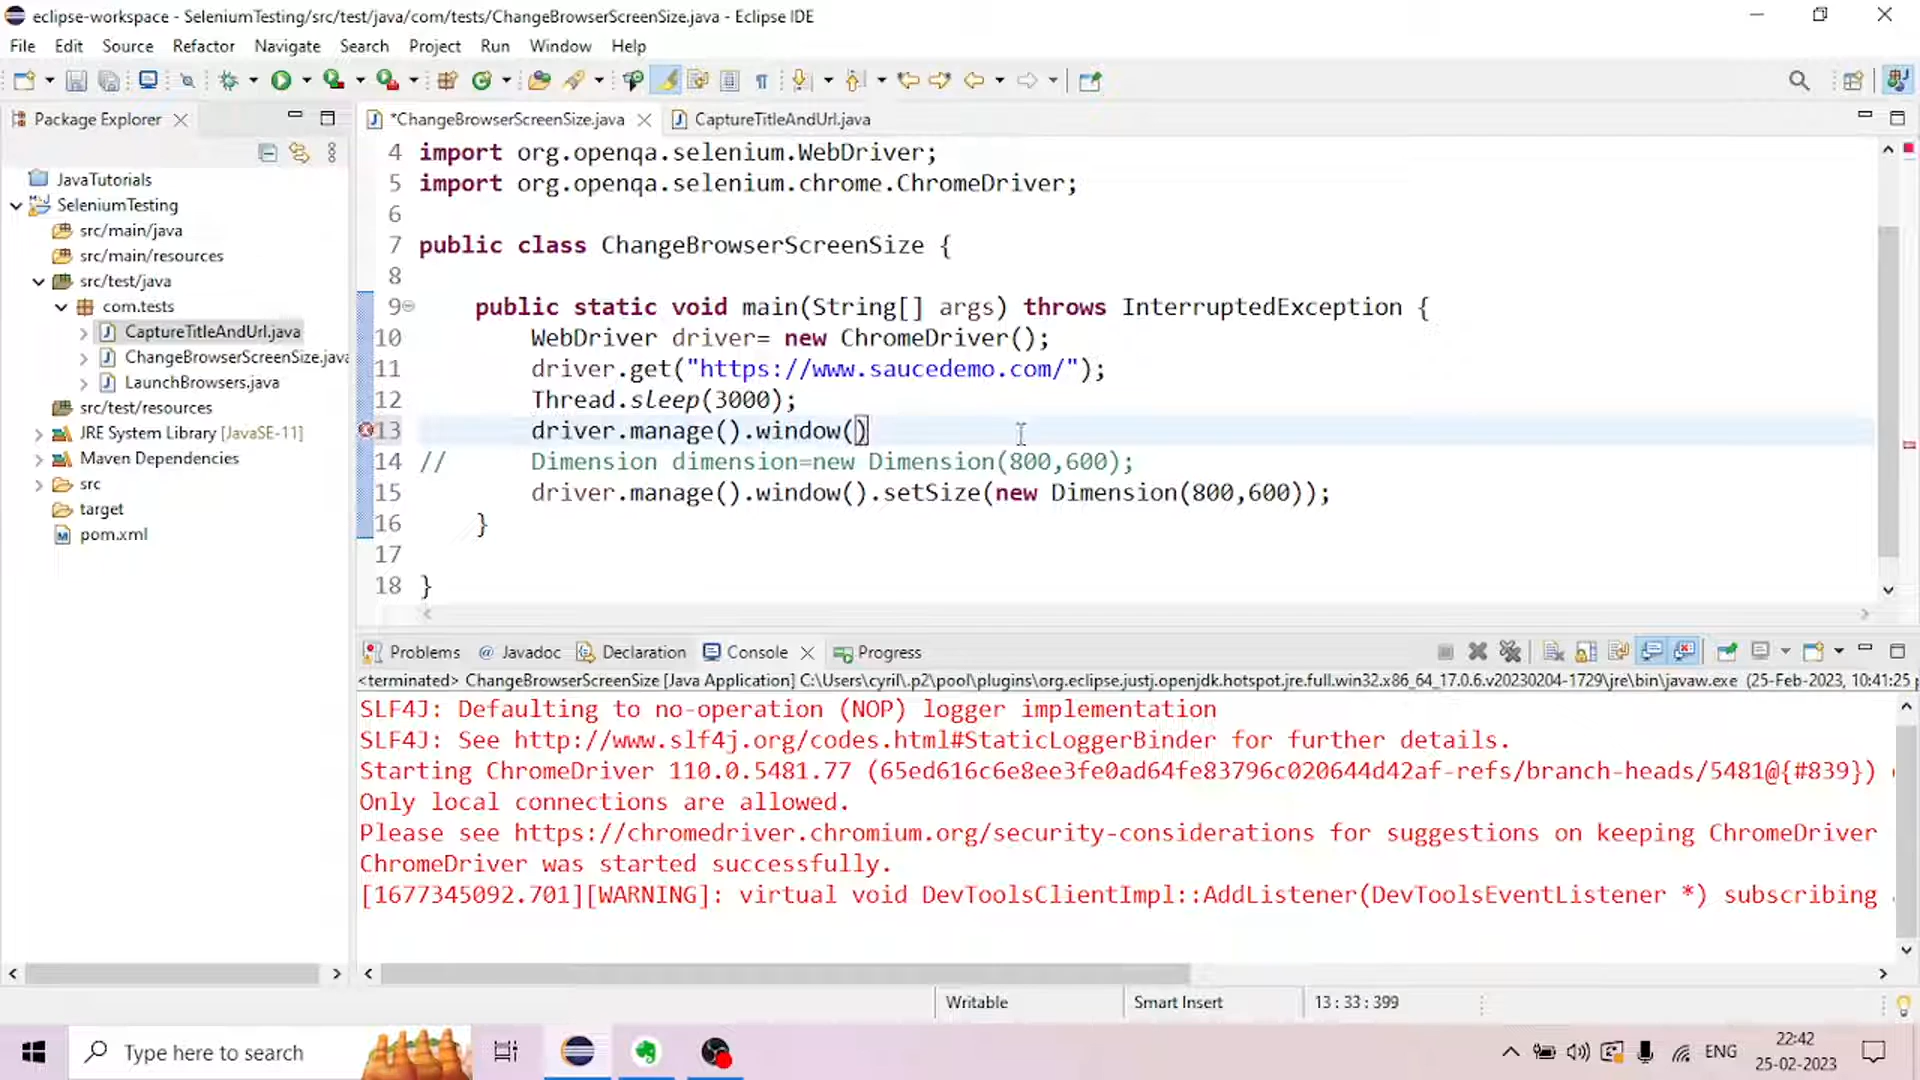 eclipse-workspace - SeleniumTesting/src/test/java/com/tests/ChangeBrowserScreenSize.java - Eclipse IDE
File Edit Source Refactor Navigate Search Project Run Window Help
Package Explorer
JavaTutorials
SeleniumTesting
src/main/java
src/main/resources
src/test/java
com.tests
CaptureTitleAndUrl.java
ChangeBrowserScreenSize.java
LaunchBrowsers.java
src/test/resources
JRE System Library [JavaSE-11]
Maven Dependencies
src
target
pom.xml
*ChangeBrowserScreenSize.java CaptureTitleAndUrl.java
4 import org.openqa.selenium.WebDriver;
5 import org.openqa.selenium.chrome.ChromeDriver;
6
7 public class ChangeBrowserScreenSize {
8
9 public static void main(String[] args) throws InterruptedException {
10 WebDriver driver= new ChromeDriver();
11 driver.get("https://www.saucedemo.com/");
12 Thread.sleep(3000);
13 driver.manage().window()
14 // Dimension dimension=new Dimension(800,600);
15 driver.manage().window().setSize(new Dimension(800,600));
16 }
17
18 }
Problems @ Javadoc Declaration Console Progress
<terminated> ChangeBrowserScreenSize [Java Application] C:\Users\cyril\.p2\pool\plugins\org.eclipse.justj.openjdk.hotspot.jre.full.win32.x86_64_17.0.6.v20230204-1729\jre\bin\javaw.exe (25-Feb-2023, 10:41:25
SLF4J: Defaulting to no-operation (NOP) logger implementation
SLF4J: See http://www.slf4j.org/codes.html#StaticLoggerBinder for further details.
Starting ChromeDriver 110.0.5481.77 (65ed616c6e8ee3fe0ad64fe83796c020644d42af-refs/branch-heads/5481@{#839})
Only local connections are allowed.
Please see https://chromedriver.chromium.org/security-considerations for suggestions on keeping ChromeDriver
ChromeDriver was started successfully.
[1677345092.701][WARNING]: virtual void DevToolsClientImpl::AddListener(DevToolsEventListener *) subscribing
Writable Smart Insert 13 : 33 : 399
Type here to search
ENG
22:42
25-02-2023